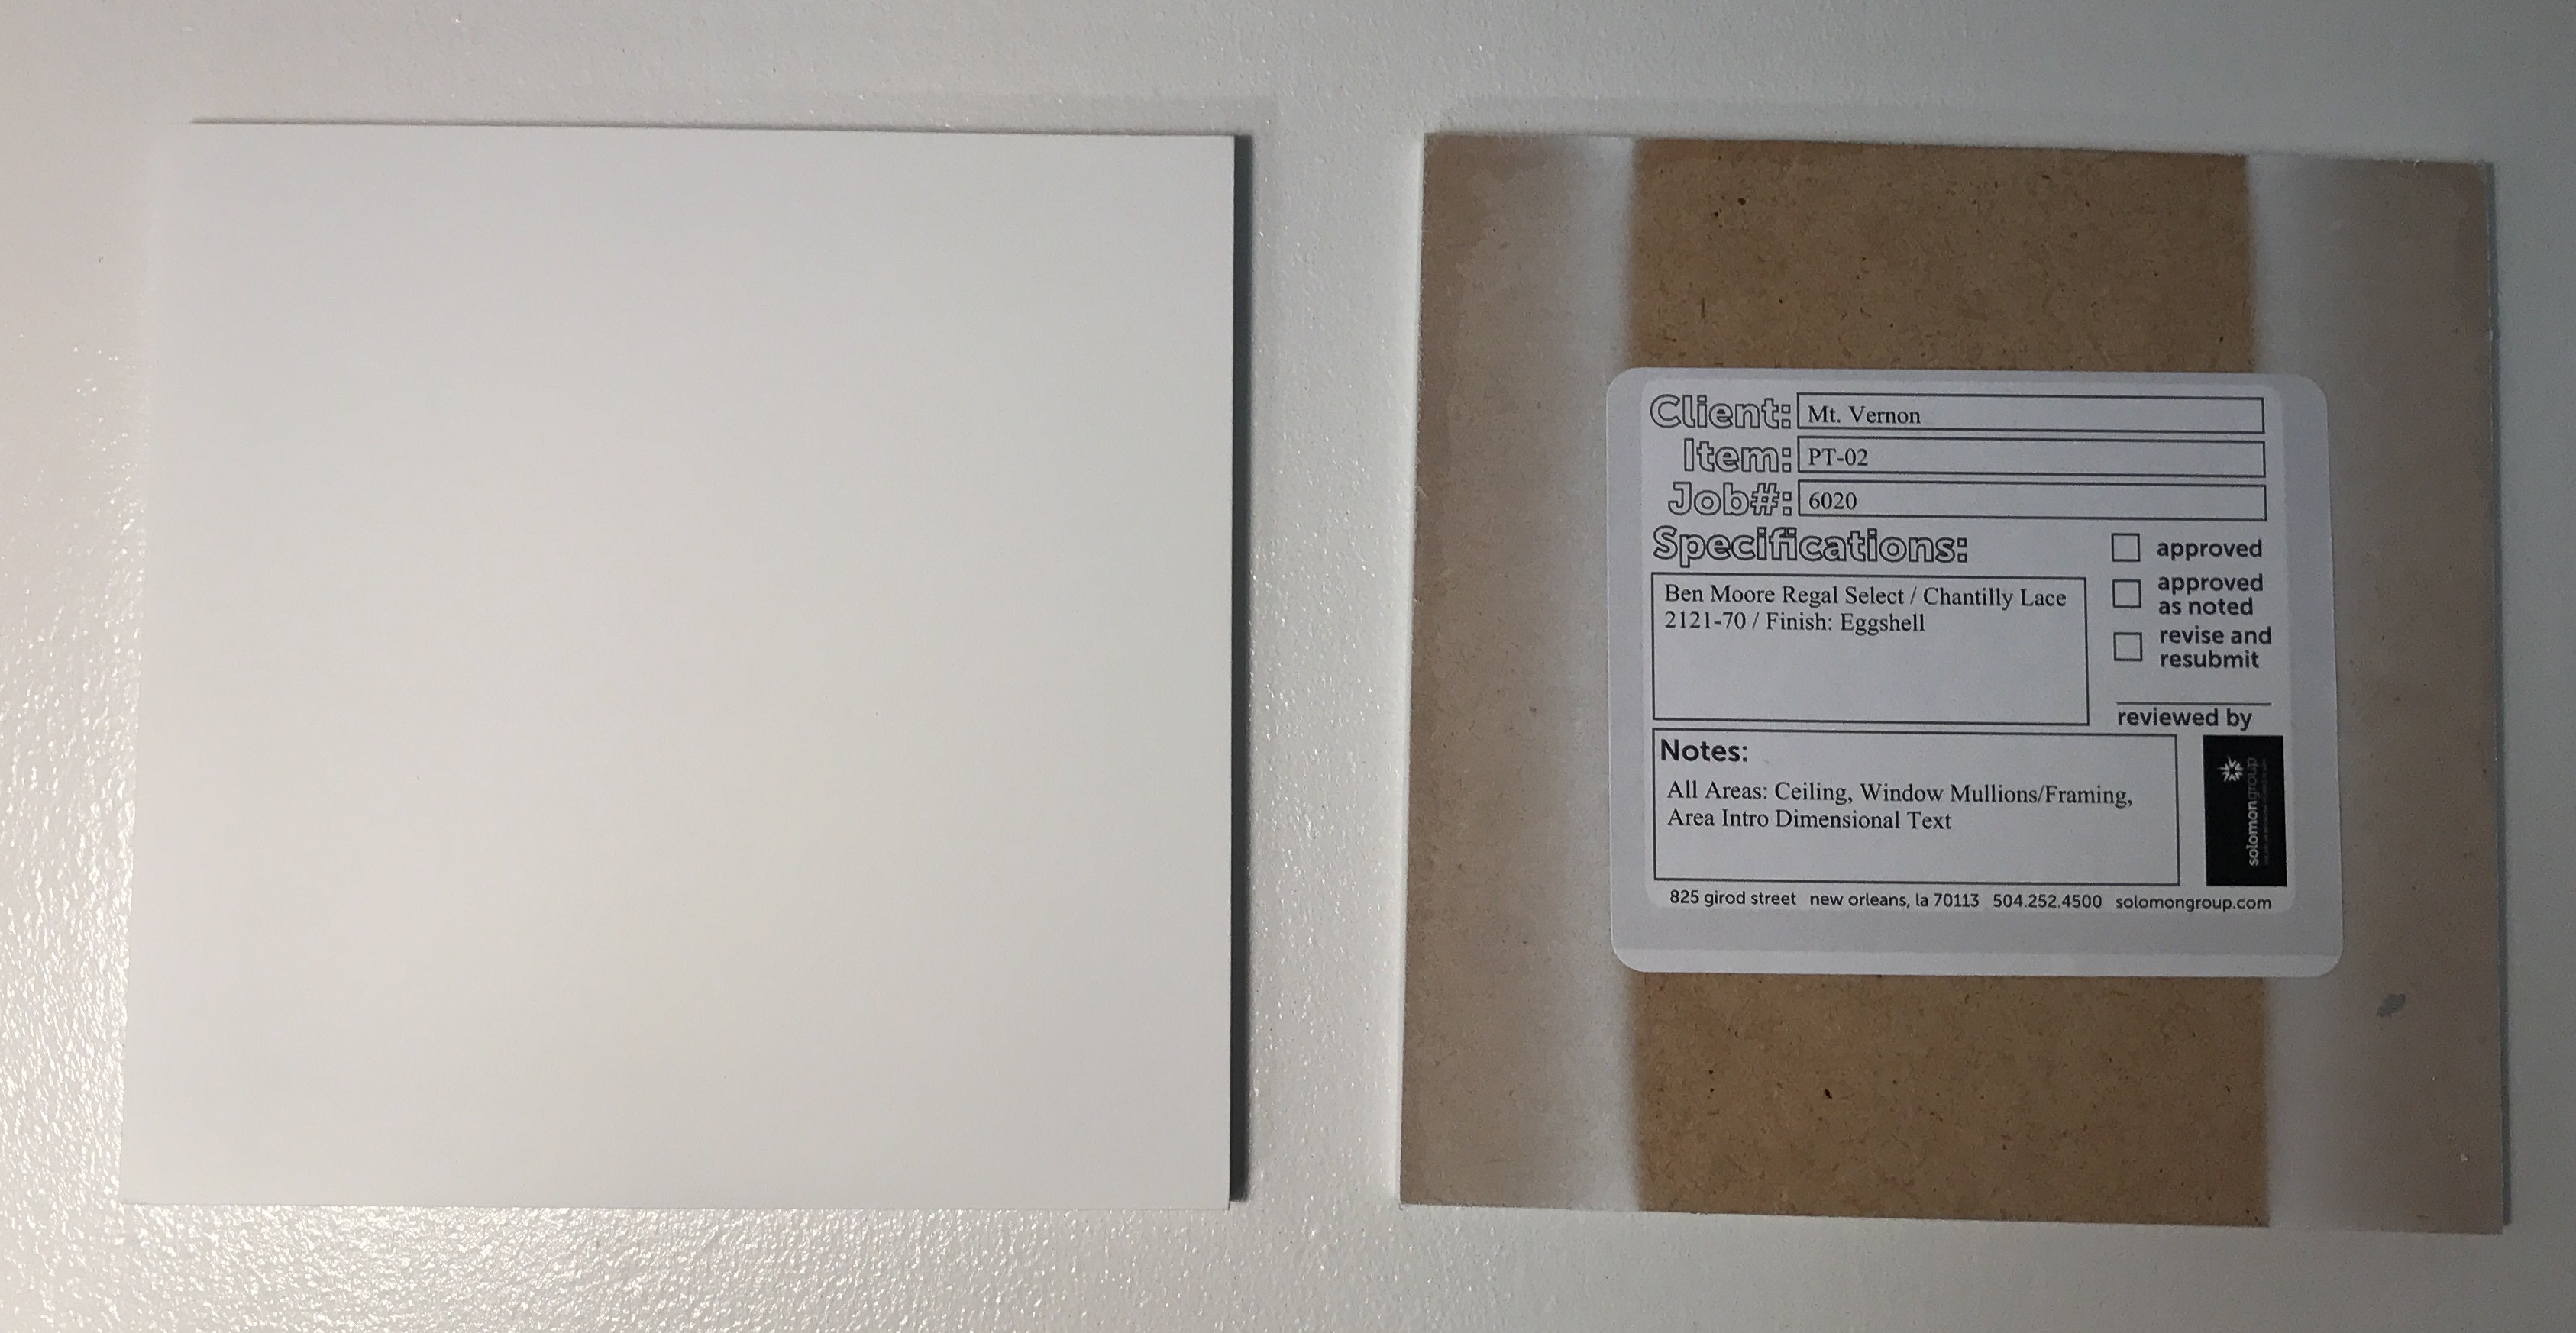 Client: Mt. Vernon
Item: PT-02
Job#: 6020
Specifications:
Ben Moore Regal Select / Chantilly Lace
2121-70 / Finish: Eggshell
approved
approved
as noted
revise and
resubmit
reviewed by
Notes:
All Areas: Ceiling, Window Mullions/Framing,
Area Intro Dimensional Text
solomongroup
825 girod street new orleans, la 70113 504.252.4500 solomongroup.com